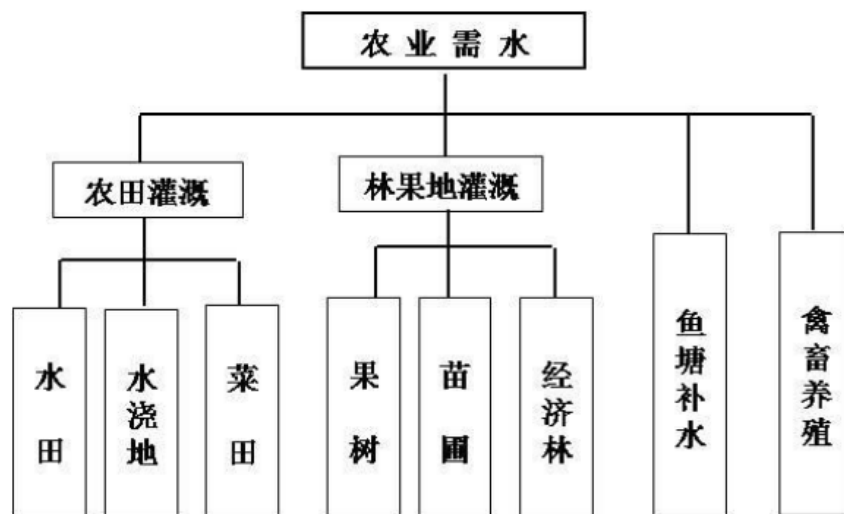 农业需水
农田灌溉
林果地灌溉
水田
水浇地
菜田
果树
苗圃
经济林
鱼塘补水
禽畜养殖